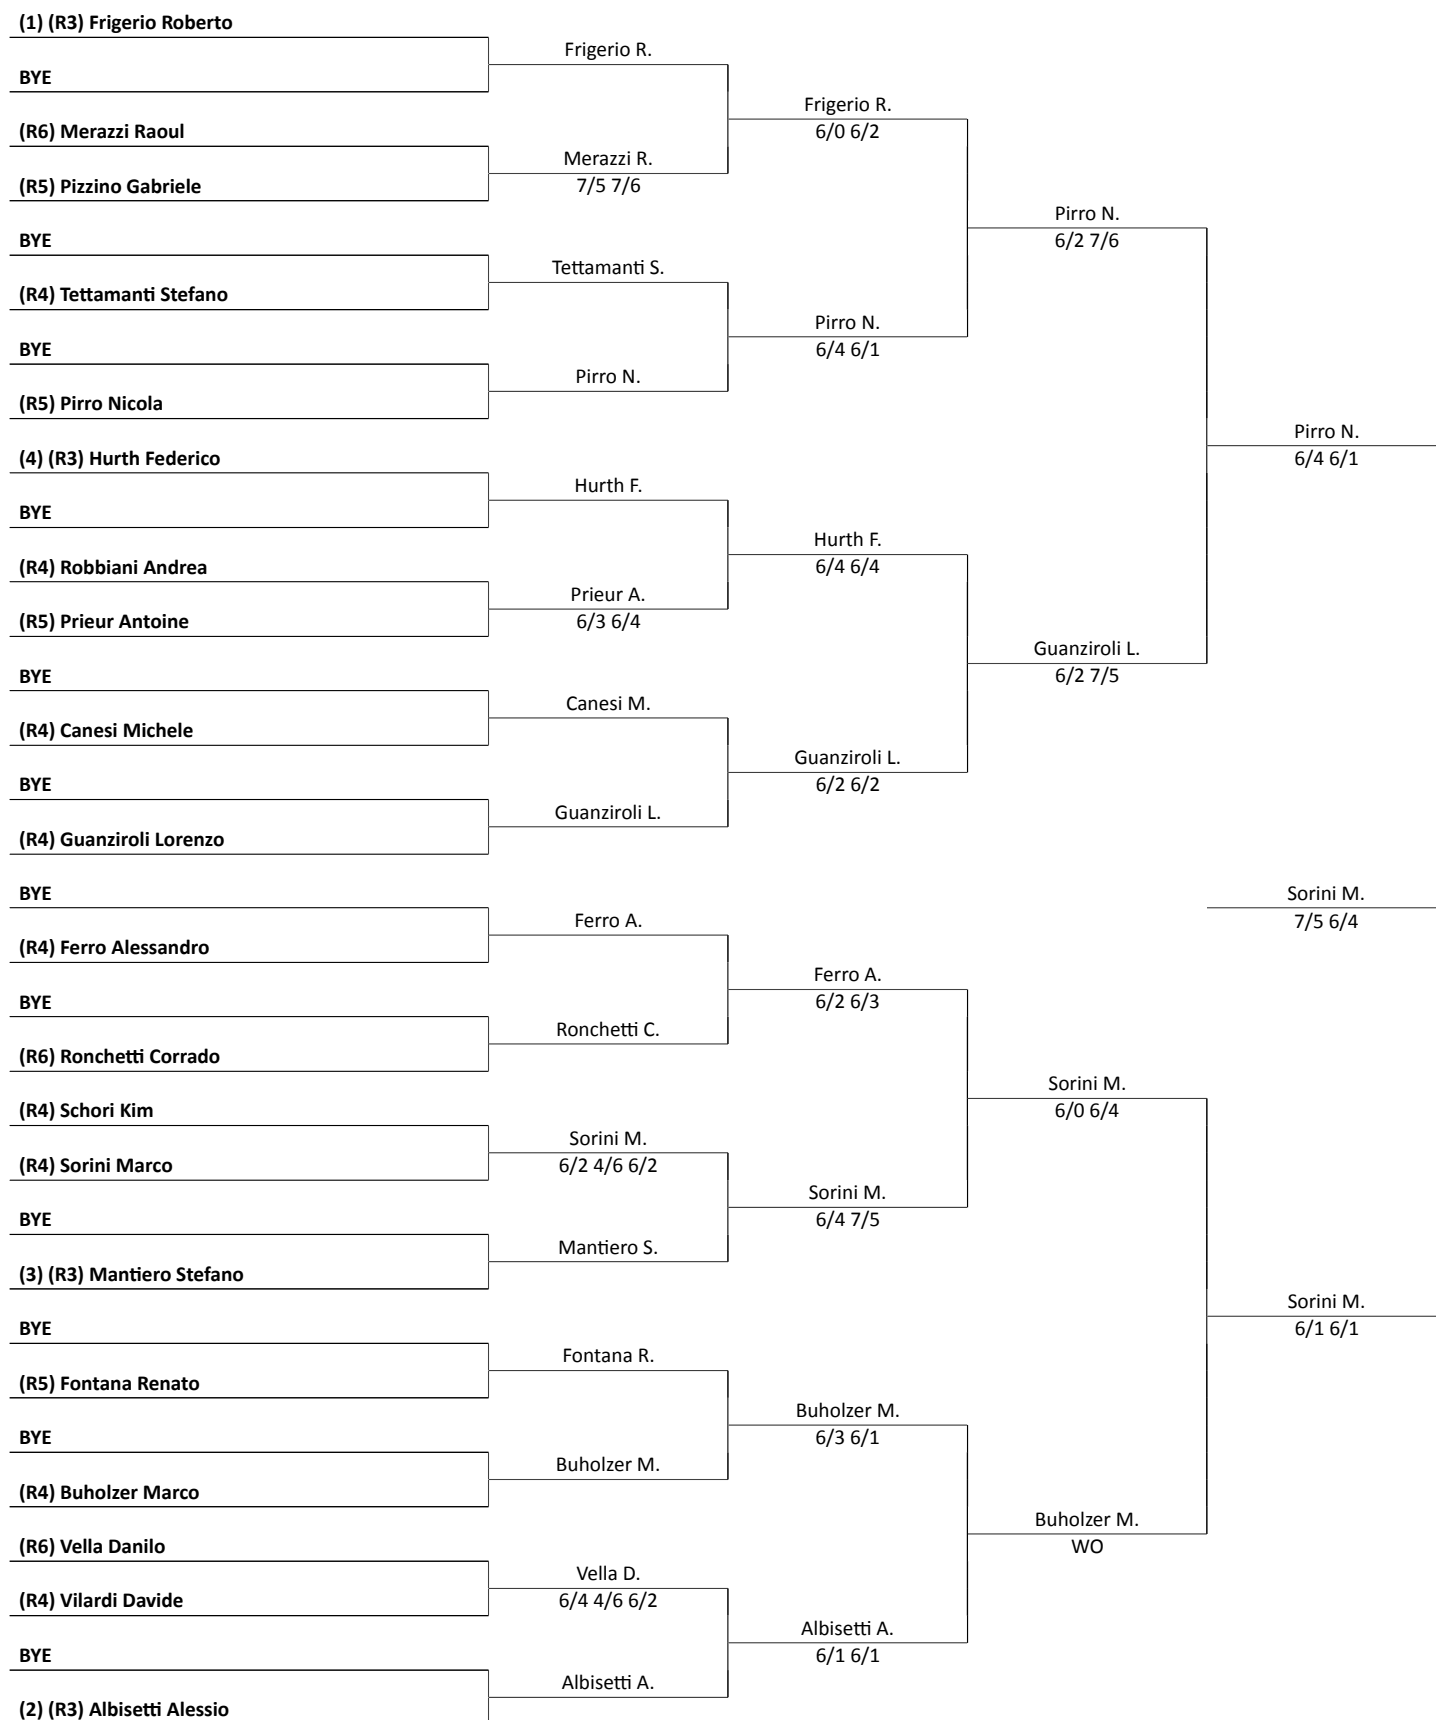 (1) (R3) Frigerio Roberto
Frigerio R.
BYE
Frigerio R.
6/0 6/2
(R6) Merazzi Raoul
Merazzi R.
7/5 7/6
(R5) Pizzino Gabriele
Pirro N.
6/2 7/6
BYE
Tettamanti S.
(R4) Tettamanti Stefano
Pirro N.
6/4 6/1
BYE
Pirro N.
(R5) Pirro Nicola
Pirro N.
6/4 6/1
(4) (R3) Hurth Federico
Hurth F.
BYE
Hurth F.
6/4 6/4
(R4) Robbiani Andrea
Prieur A.
6/3 6/4
(R5) Prieur Antoine
Guanziroli L.
6/2 7/5
BYE
Canesi M.
(R4) Canesi Michele
Guanziroli L.
6/2 6/2
BYE
Guanziroli L.
(R4) Guanziroli Lorenzo
BYE
Sorini M.
7/5 6/4
Ferro A.
(R4) Ferro Alessandro
Ferro A.
6/2 6/3
BYE
Ronchetti C.
(R6) Ronchetti Corrado
Sorini M.
6/0 6/4
(R4) Schori Kim
Sorini M.
6/2 4/6 6/2
(R4) Sorini Marco
Sorini M.
6/4 7/5
BYE
Mantiero S.
(3) (R3) Mantiero Stefano
Sorini M.
6/1 6/1
BYE
Fontana R.
(R5) Fontana Renato
Buholzer M.
6/3 6/1
BYE
Buholzer M.
(R4) Buholzer Marco
Buholzer M.
WO
(R6) Vella Danilo
Vella D.
6/4 4/6 6/2
(R4) Vilardi Davide
Albisetti A.
6/1 6/1
BYE
Albisetti A.
(2) (R3) Albisetti Alessio